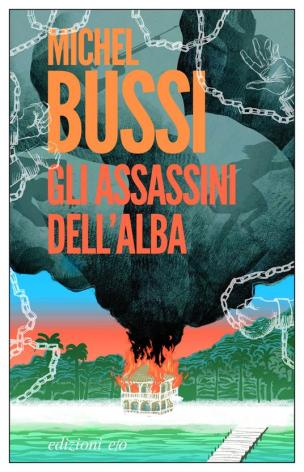 MICHEL
BUSSI
GLI ASSASSINI
DELL'ALBA
edizioni e/o